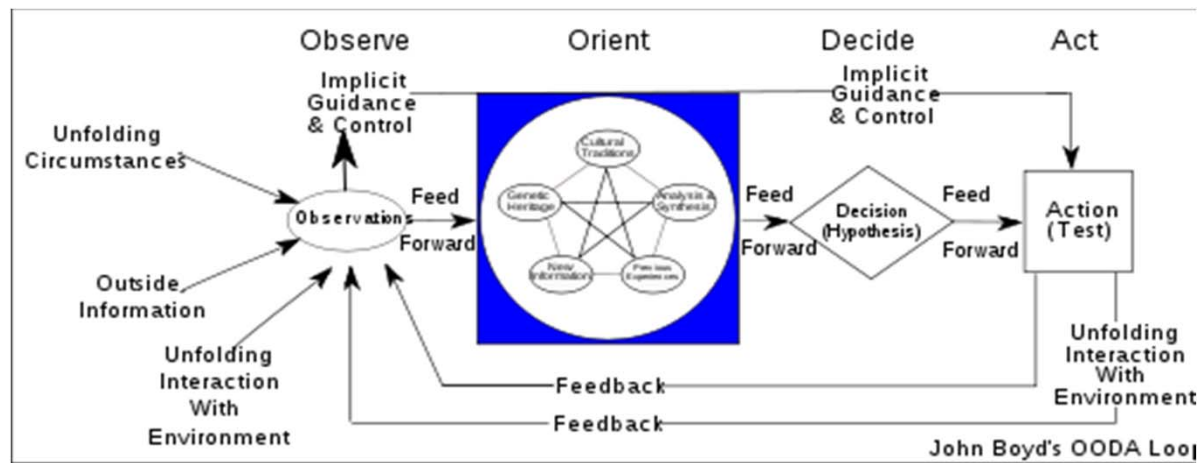 Observe
Orient
Decide
Act
Implicit
Guidance
& Control
Implicit
Guidance
& Control
Unfolding
Circumstances
Observations
Outside
Information
Unfolding
Interaction
With
Environment
Feed
Forward
Cultural
Traditions
Genetic
Heritage
Analysis &
Synthesis
New
Information
Previous
Experiences
Feed
Forward
Decision
(Hypothesis)
Feed
Forward
Action
(Test)
Unfolding
Interaction
With
Environment
Feedback
Feedback
John Boyd's OODA Loop